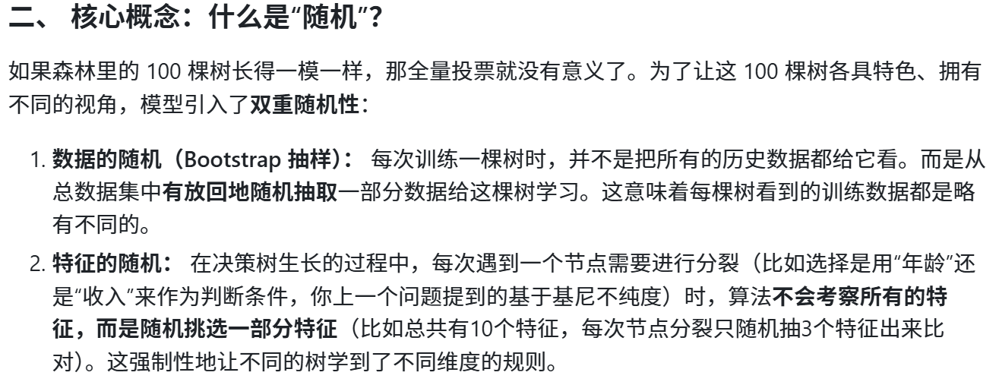 二、 核心概念：什么是“随机”？
如果森林里的 100 棵树长得一模一样，那全量投票就没有意义了。为了让这 100 棵树各具特色、拥有
不同的视角，模型引入了双重随机性：
1. 数据的随机（Bootstrap 抽样）： 每次训练一棵树时，并不是把所有的历史数据都给它看。而是从
总数据集中有放回地随机抽取一部分数据给这棵树学习。这意味着每棵树看到的训练数据都是略
有不同的。
2. 特征的随机： 在决策树生长的过程中，每次遇到一个节点需要进行分裂（比如选择是用“年龄”还
是“收入”来作为判断条件，你上一个问题提到的基于基尼不纯度）时，算法不会考察所有的特
征，而是随机挑选一部分特征（比如总共有10个特征，每次节点分裂只随机抽3个特征出来比
对）。这强制性地让不同的树学到了不同维度的规则。